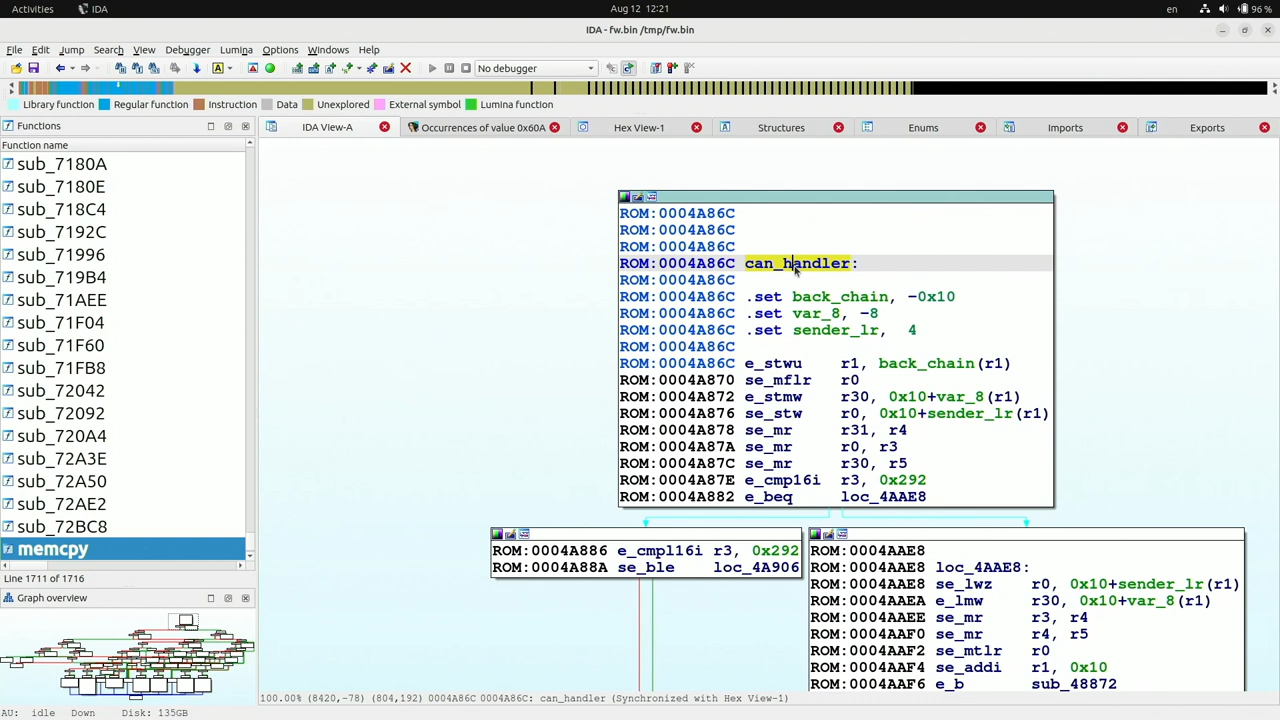 Activities IDA Aug 12 12:21 en 96 %
IDA - fw.bin /tmp/fw.bin
File Edit Jump Search View Debugger Lumina Options Windows Help
No debugger
Library function Regular function Instruction Data Unexplored External symbol Lumina function
Functions
IDA View-A Occurrences of value 0x60A Hex View-1 Structures Enums Imports Exports
Function name
sub_7180A
sub_7180E
sub_718C4
sub_7192C
sub_71996
sub_719B4
sub_71AEE
sub_71F04
sub_71F60
sub_71FB8
sub_72042
sub_72092
sub_720A4
sub_72A3E
sub_72A50
sub_72AE2
sub_72BC8
memcpy
Line 1711 of 1716
Graph overview
ROM:0004A86C
ROM:0004A86C
ROM:0004A86C
ROM:0004A86C can_handler:
ROM:0004A86C
ROM:0004A86C .set back_chain, -0x10
ROM:0004A86C .set var_8, -8
ROM:0004A86C .set sender_lr, 4
ROM:0004A86C
ROM:0004A86C e_stwu r1, back_chain(r1)
ROM:0004A870 se_mflr r0
ROM:0004A872 e_stmw r30, 0x10+var_8(r1)
ROM:0004A876 se_stw r0, 0x10+sender_lr(r1)
ROM:0004A878 se_mr r31, r4
ROM:0004A87A se_mr r0, r3
ROM:0004A87C se_mr r30, r5
ROM:0004A87E e_cmp16i r3, 0x292
ROM:0004A882 e_beq loc_4AAE8
ROM:0004A886 e_cmpl16i r3, 0x292
ROM:0004A88A se_ble loc_4A906
ROM:0004AAE8
ROM:0004AAE8 loc_4AAE8:
ROM:0004AAE8 se_lwz r0, 0x10+sender_lr(r1)
ROM:0004AAEA e_lmw r30, 0x10+var_8(r1)
ROM:0004AAEE se_mr r3, r4
ROM:0004AAF0 se_mr r4, r5
ROM:0004AAF2 se_mtlr r0
ROM:0004AAF4 se_addi r1, 0x10
ROM:0004AAF6 e_b sub_48872
100.00% (8420,-78) (804,192) 0004A86C 0004A86C: can_handler (Synchronized with Hex View-1)
AU: idle Down Disk: 135GB